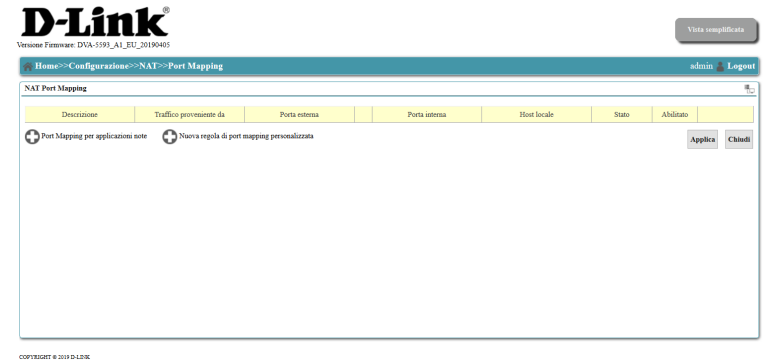 D-Link®
Vista semplificata
Versione Firmware: DVA-5593_A1_EU_20190405
Home>>Configurazione>>NAT>>Port Mapping
admin Logout
NAT Port Mapping
Descrizione Traffico proveniente da Porta esterna Porta interna Host locale Stato Abilitato
Port Mapping per applicazioni note Nuova regola di port mapping personalizzata
Applica Chiudi
COPYRIGHT © 2019 D-LINK